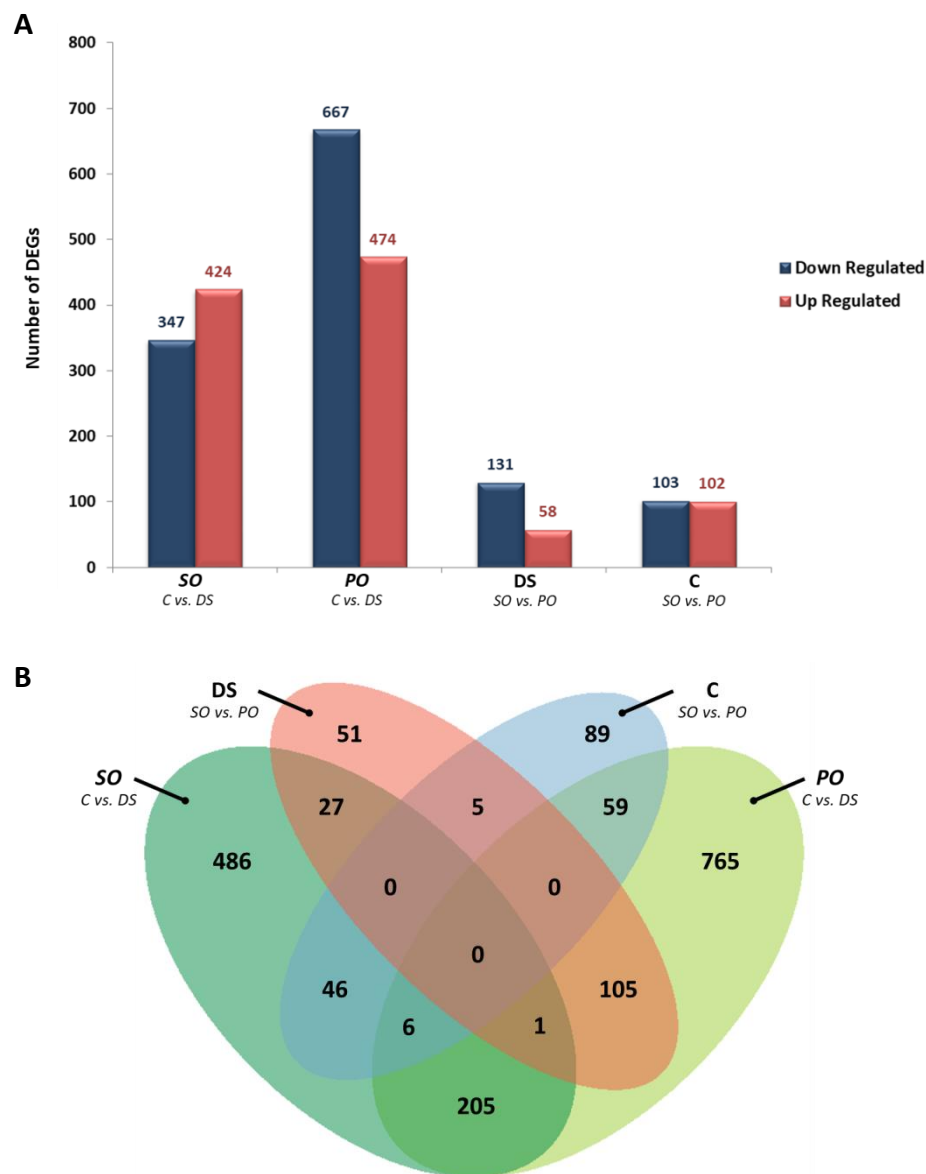 A
800
700
600
500
400
300
200
100
0
Number of DEGs
347
424
667
474
131
58
103
102
SO
C vs. DS
PO
C vs. DS
DS
SO vs. PO
C
SO vs. PO
Down Regulated
Up Regulated
B
DS
SO vs. PO
C
SO vs. PO
SO
C vs. DS
PO
C vs. DS
51
89
27
5
59
486
765
0
0
0
46
105
6
1
205